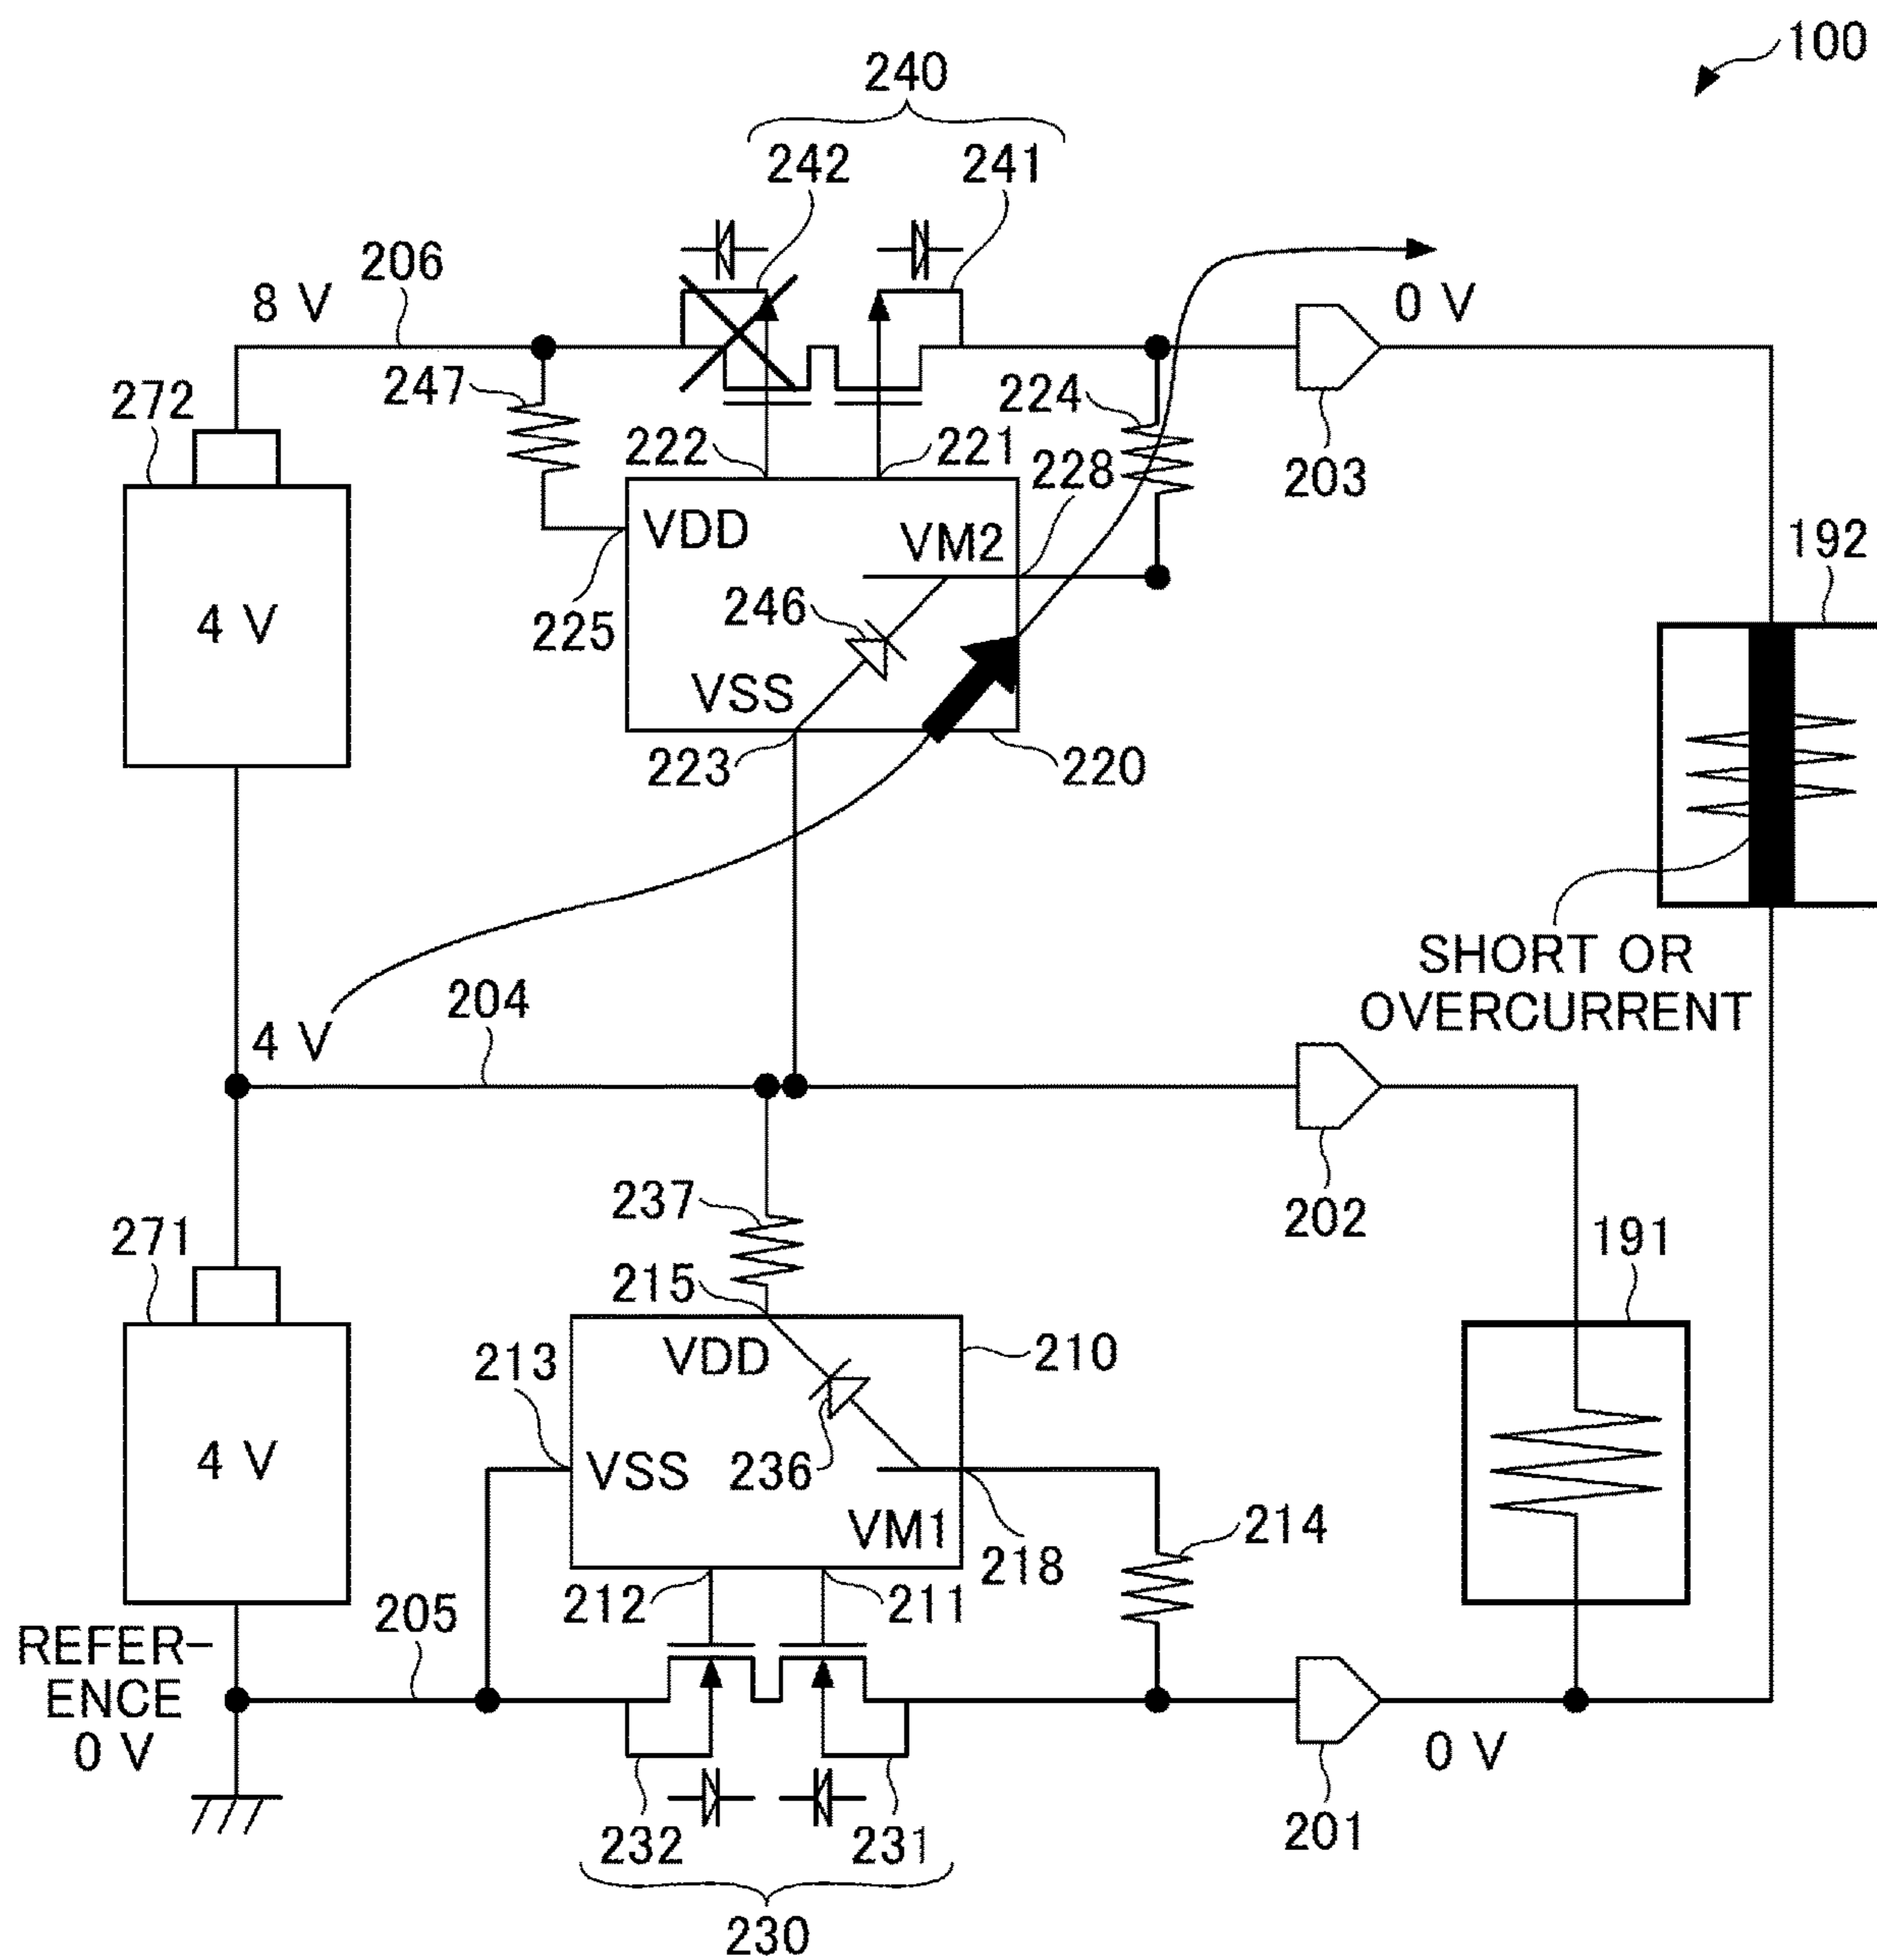 100
240
242
241
206
8 V
0 V
272
247
222
221
224
228
203
VDD
VM2
192
4 V
225
246
VSS
223
220
SHORT OR
OVERCURRENT
204
4 V
237
202
271
215
191
213
VDD
210
4 V
VSS
236
214
VM1
218
212
211
205
REFER-
ENCE
0 V
0 V
232
231
201
230